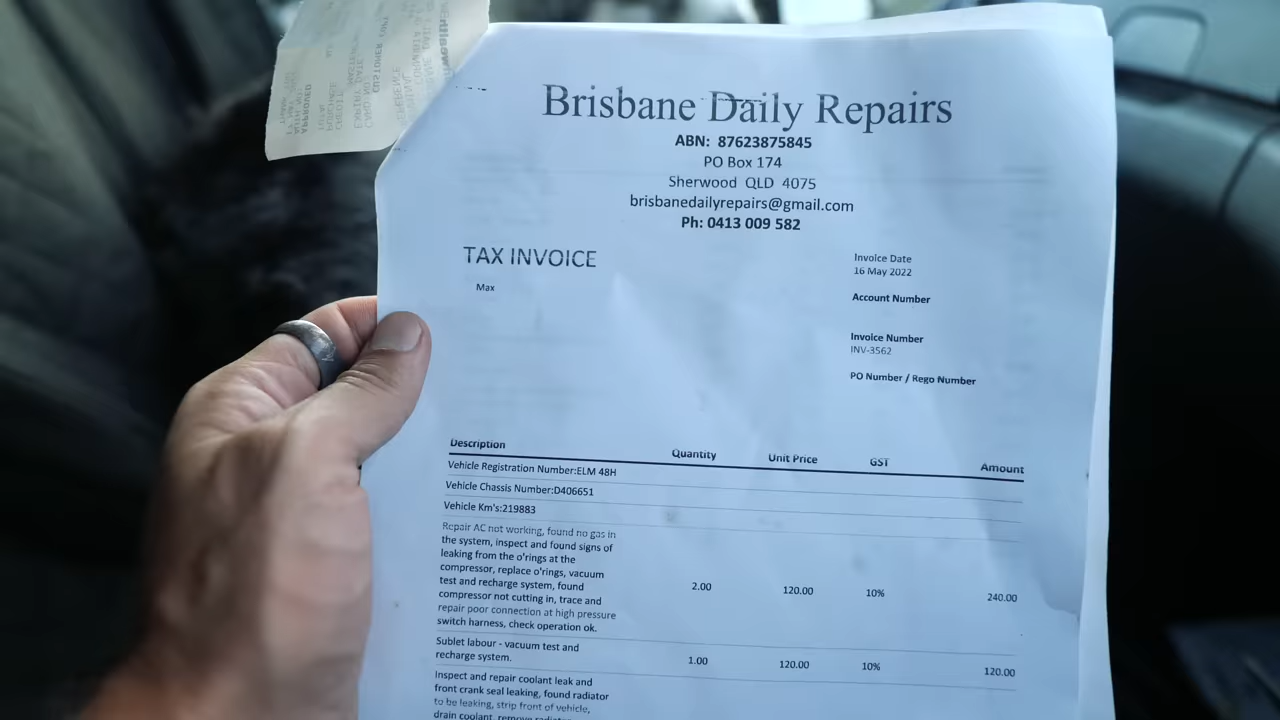 Brisbane Daily Repairs
ABN: 87623875845
PO Box 174
Sherwood QLD 4075
brisbanedailyrepairs@gmail.com
Ph: 0413 009 582
TAX INVOICE
Max
Invoice Date
16 May 2022
Account Number
Invoice Number
INV-3562
PO Number / Rego Number
Description Quantity Unit Price GST Amount
Vehicle Registration Number:ELM 48H
Vehicle Chassis Number:D406651
Vehicle Km's:219883
Repair AC not working, found no gas in
the system, inspect and found signs of
leaking from the o'rings at the
compressor, replace o'rings, vacuum
test and recharge system, found
compressor not cutting in, trace and
repair poor connection at high pressure
switch harness, check operation ok.
2.00 120.00 10% 240.00
Sublet labour - vacuum test and
recharge system.
1.00 120.00 10% 120.00
Inspect and repair coolant leak and
front crank seal leaking, found radiator
to be leaking, strip front of vehicle,
drain coolant, remove
CUSTOMER COPY
APPROVED